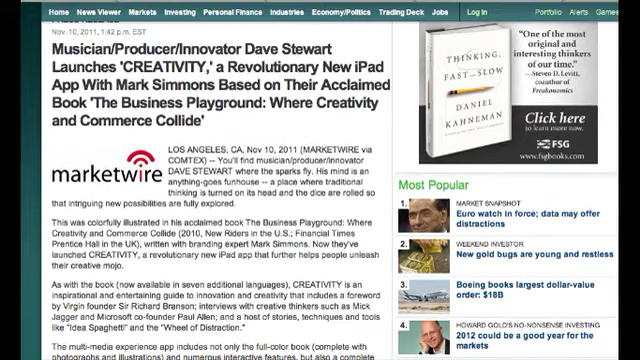 Home News Viewer Markets Investing Personal Finance Industries Economy/Politics Trading Deck Jobs Log In Portfolio Alerts Games
PRESS RELEASE
Nov. 10, 2011, 1:42 p.m. EST
Musician/Producer/Innovator Dave Stewart
Launches 'CREATIVITY,' a Revolutionary New iPad
App With Mark Simmons Based on Their Acclaimed
Book 'The Business Playground: Where Creativity
and Commerce Collide'
marketwire
LOS ANGELES, CA, Nov 10, 2011 (MARKETWIRE via
COMTEX) -- You'll find musician/producer/innovator
DAVE STEWART where the sparks fly. His mind is an
anything-goes funhouse -- a place where traditional
thinking is turned on its head and the dice are rolled so
that intriguing new possibilities are fully explored.
This was colorfully illustrated in his acclaimed book The Business Playground: Where
Creativity and Commerce Collide (2010, New Riders in the U.S.; Financial Times
Prentice Hall in the UK), written with branding expert Mark Simmons. Now they've
launched CREATIVITY, a revolutionary new iPad app that further helps people unleash
their creative mojo.
As with the book (now available in seven additional languages), CREATIVITY is an
inspirational and entertaining guide to innovation and creativity that includes a foreword
by Virgin founder Sir Richard Branson; interviews with creative thinkers such as Mick
Jagger and Microsoft co-founder Paul Allen; and a host of stories, techniques and tools
like "Idea Spaghetti" and the "Wheel of Distraction."
The multi-media experience app includes not only the full-color book (complete with
photographs and illustrations) and numerous interactive features, but also a complete
THINKING,
FAST AND SLOW
DANIEL
KAHNEMAN
"One of the most
original and
interesting thinkers
of our time."
—Steven D. Levitt,
coauthor of
Freakonomics
Click here
to learn more now.
FSG
www.fsgbooks.com
Most Popular
1. MARKET SNAPSHOT
Euro watch in force; data may offer
distractions
2. WEEKEND INVESTOR
New gold bugs are young and restless
3. Boeing books largest dollar-value
order: $18B
4. HOWARD GOLD'S NO-NONSENSE INVESTING
2012 could be a good year for the
markets